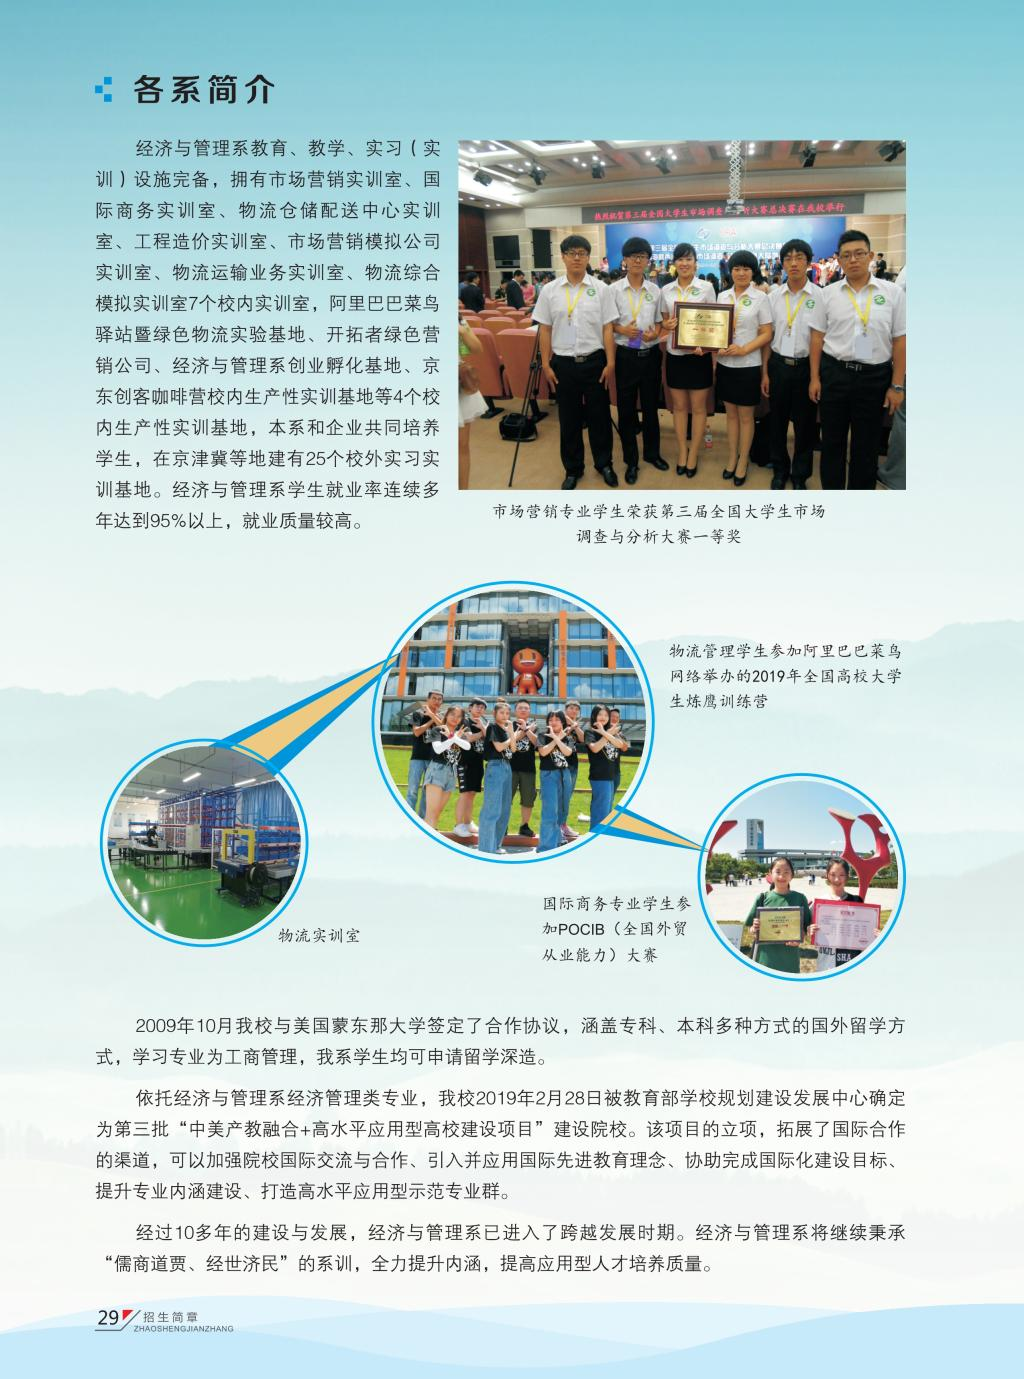 各系简介
经济与管理系教育、教学、实习（实
训）设施完备，拥有市场营销实训室、国
际商务实训室、物流仓储配送中心实训
室、工程造价实训室、市场营销模拟公司
实训室、物流运输业务实训室、物流综合
模拟实训室7个校内实训室，阿里巴巴菜鸟
驿站暨绿色物流实验基地、开拓者绿色营
销公司、经济与管理系创业孵化基地、京
东创客咖啡营校内生产性实训基地等4个校
内生产性实训基地，本系和企业共同培养
学生，在京津冀等地建有25个校外实习实
训基地。经济与管理系学生就业率连续多
年达到95%以上，就业质量较高。
热烈祝贺第三届全国大学生市场调查 析大赛总决赛在我校举行
市场营销专业学生荣获第三届全国大学生市场
调查与分析大赛一等奖
物流管理学生参加阿里巴巴菜鸟
网络举办的2019年全国高校大学
生炼鹰训练营
物流实训室
国际商务专业学生参
加POCIB（全国外贸
从业能力）大赛
2009年10月我校与美国蒙东那大学签定了合作协议，涵盖专科、本科多种方式的国外留学方
式，学习专业为工商管理，我系学生均可申请留学深造。
依托经济与管理系经济管理类专业，我校2019年2月28日被教育部学校规划建设发展中心确定
为第三批“中美产教融合+高水平应用型高校建设项目”建设院校。该项目的立项，拓展了国际合作
的渠道，可以加强院校国际交流与合作、引入并应用国际先进教育理念、协助完成国际化建设目标、
提升专业内涵建设、打造高水平应用型示范专业群。
经过10多年的建设与发展，经济与管理系已进入了跨越发展时期。经济与管理系将继续秉承
“儒商道贾、经世济民”的系训，全力提升内涵，提高应用型人才培养质量。
29 招生简章
ZHAOSHENGJIANZHANG